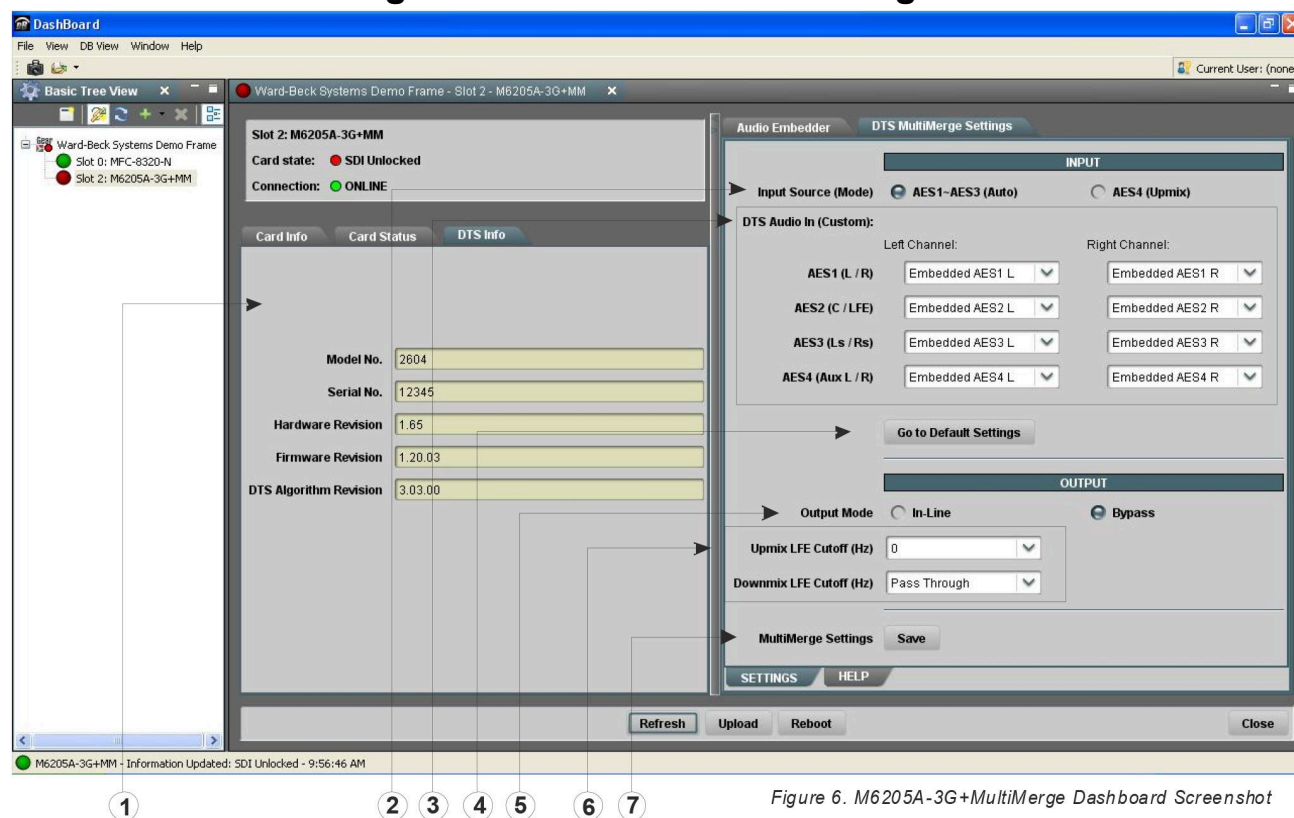 DashBoard
File View DB View Window Help
Current User: (none
Basic Tree View
Ward-Beck Systems Demo Frame
Slot 0: MFC-8320-N
Slot 2: M6205A-3G+MM
Ward-Beck Systems Demo Frame - Slot 2 - M6205A-3G+MM
Slot 2: M6205A-3G+MM
Card state: SDI Unlocked
Connection: ONLINE
Card Info Card Status DTS Info
Model No. 2604
Serial No. 12345
Hardware Revision 1.65
Firmware Revision 1.20.03
DTS Algorithm Revision 3.03.00
Audio Embedder DTS MultiMerge Settings
INPUT
Input Source (Mode) AES1~AES3 (Auto) AES4 (Upmix)
DTS Audio In (Custom):
Left Channel: Right Channel:
AES1 (L / R) Embedded AES1 L Embedded AES1 R
AES2 (C / LFE) Embedded AES2 L Embedded AES2 R
AES3 (Ls / Rs) Embedded AES3 L Embedded AES3 R
AES4 (Aux L / R) Embedded AES4 L Embedded AES4 R
Go to Default Settings
OUTPUT
Output Mode In-Line Bypass
Upmix LFE Cutoff (Hz) 0
Downmix LFE Cutoff (Hz) Pass Through
MultiMerge Settings Save
SETTINGS HELP
Refresh Upload Reboot Close
M6205A-3G+MM - Information Updated: SDI Unlocked - 9:56:46 AM
1 2 3 4 5 6 7
Figure 6. M6205A-3G+MultiMerge Dashboard Screenshot